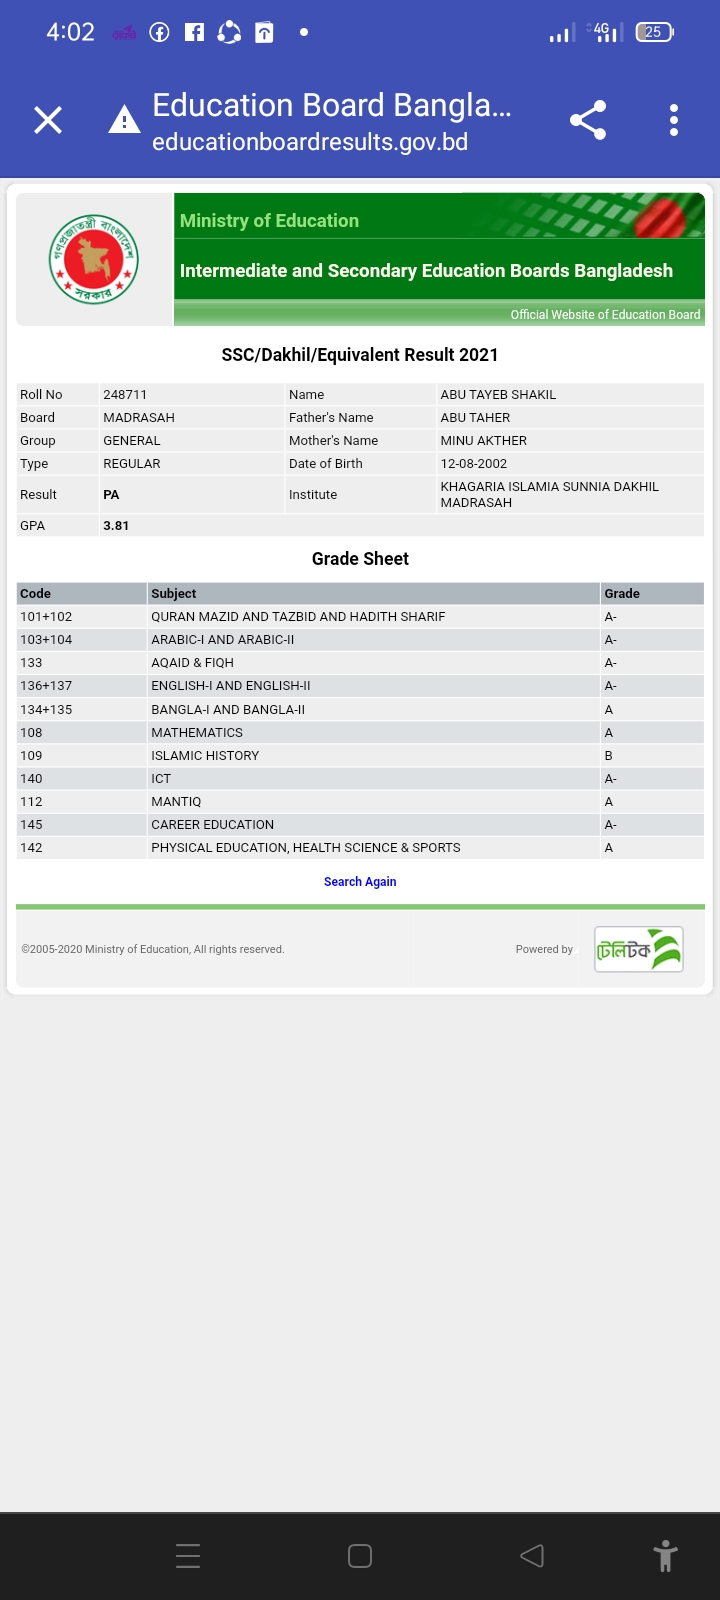 4:02 4G 25
Education Board Bangla...
educationboardresults.gov.bd
গণপ্রজাতন্ত্রী বাংলাদেশ
সরকার
Ministry of Education
Intermediate and Secondary Education Boards Bangladesh
Official Website of Education Board
SSC/Dakhil/Equivalent Result 2021
Roll No 248711 Name ABU TAYEB SHAKIL
Board MADRASAH Father's Name ABU TAHER
Group GENERAL Mother's Name MINU AKTHER
Type REGULAR Date of Birth 12-08-2002
Result PA Institute KHAGARIA ISLAMIA SUNNIA DAKHIL
MADRASAH
GPA 3.81
Grade Sheet
Code Subject Grade
101+102 QURAN MAZID AND TAZBID AND HADITH SHARIF A-
103+104 ARABIC-I AND ARABIC-II A-
133 AQAID & FIQH A-
136+137 ENGLISH-I AND ENGLISH-II A-
134+135 BANGLA-I AND BANGLA-II A
108 MATHEMATICS A
109 ISLAMIC HISTORY B
140 ICT A-
112 MANTIQ A
145 CAREER EDUCATION A-
142 PHYSICAL EDUCATION, HEALTH SCIENCE & SPORTS A
Search Again
©2005-2020 Ministry of Education, All rights reserved. Powered by টেলিটক